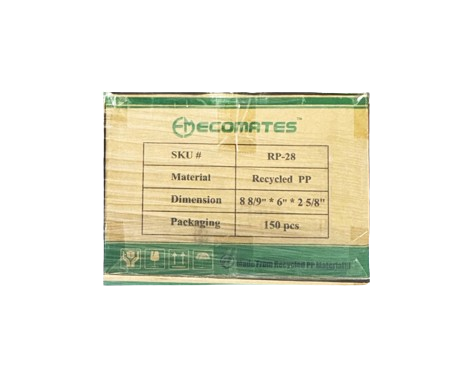 ECOMATES™
SKU # RP-28
Material Recycled PP
Dimension 8 8/9" * 6" * 2 5/8"
Packaging 150 pcs
Made From Recycled PP Material